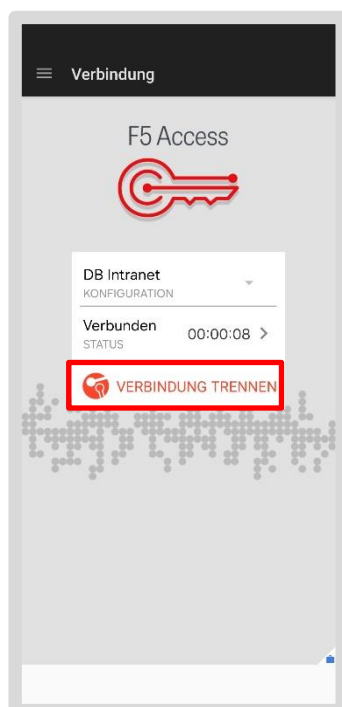 Verbindung
F5 Access
DB Intranet
KONFIGURATION
Verbunden
STATUS
00:00:08
VERBINDUNG TRENNEN